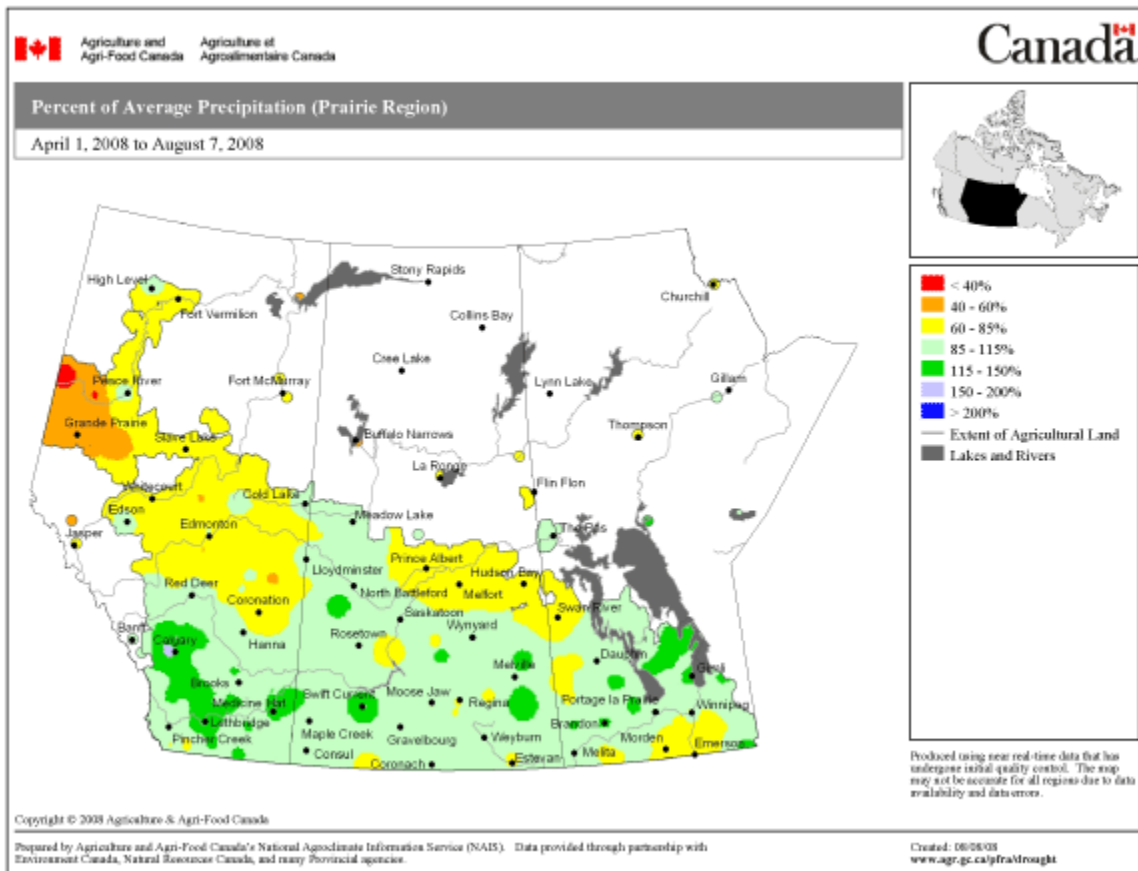 Agriculture and
Agri-Food Canada
Agriculture et
Agroalimentaire Canada
Canada
Percent of Average Precipitation (Prairie Region)
April 1, 2008 to August 7, 2008
High Level
Fort Vermilion
Stony Rapids
Churchill
Collins Bay
Cree Lake
Peace River
Fort McMurray
Lynn Lake
Gillam
Grande Prairie
Slave Lake
Buffalo Narrows
Thompson
La Ronge
Whitecourt
Cold Lake
Flin Flon
Edson
Meadow Lake
Edmonton
Jasper
The Pas
Prince Albert
Lloydminster
Hudson Bay
Red Deer
North Battleford
Melfort
Coronation
Saskatoon
Swan River
Wynyard
Banff
Calgary
Hanna
Rosetown
Dauphin
Melville
Gimli
Brooks
Medicine Hat
Swift Current
Moose Jaw
Regina
Portage la Prairie
Winnipeg
Lethbridge
Brandon
Pincher Creek
Maple Creek
Gravelbourg
Weyburn
Morden
Emerson
Consul
Coronach
Estevan
Melita
< 40%
40 - 60%
60 - 85%
85 - 115%
115 - 150%
150 - 200%
> 200%
Extent of Agricultural Land
Lakes and Rivers
Produced using near real-time data that has
undergone initial quality control. The map
may not be accurate for all regions due to data
availability and data errors.
Copyright © 2008 Agriculture & Agri-Food Canada
Prepared by Agriculture and Agri-Food Canada's National Agroclimate Information Service (NAIS). Data provided through partnership with
Environment Canada, Natural Resources Canada, and many Provincial agencies.
Created: 08/08/08
www.agr.gc.ca/pfra/drought